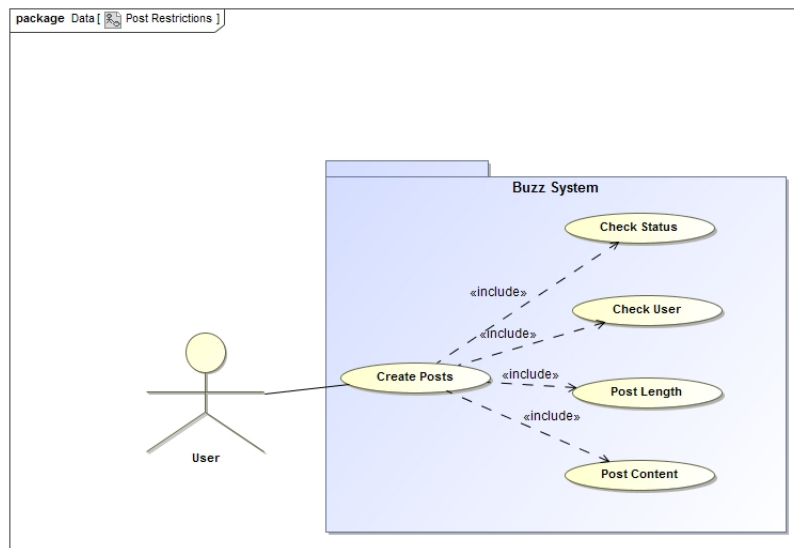 package Data [ Post Restrictions ]
Buzz System
Check Status
«include»
Check User
«include»
Create Posts
«include»
Post Length
«include»
Post Content
User